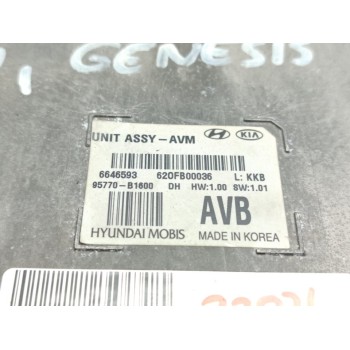 , GENESIS
UNIT ASSY-AVM KIA
6646593 620FB00036 L: KKB
95770-B1600 DH HW:1.00 SW:1.01
AVB
HYUNDAI MOBIS MADE IN KOREA